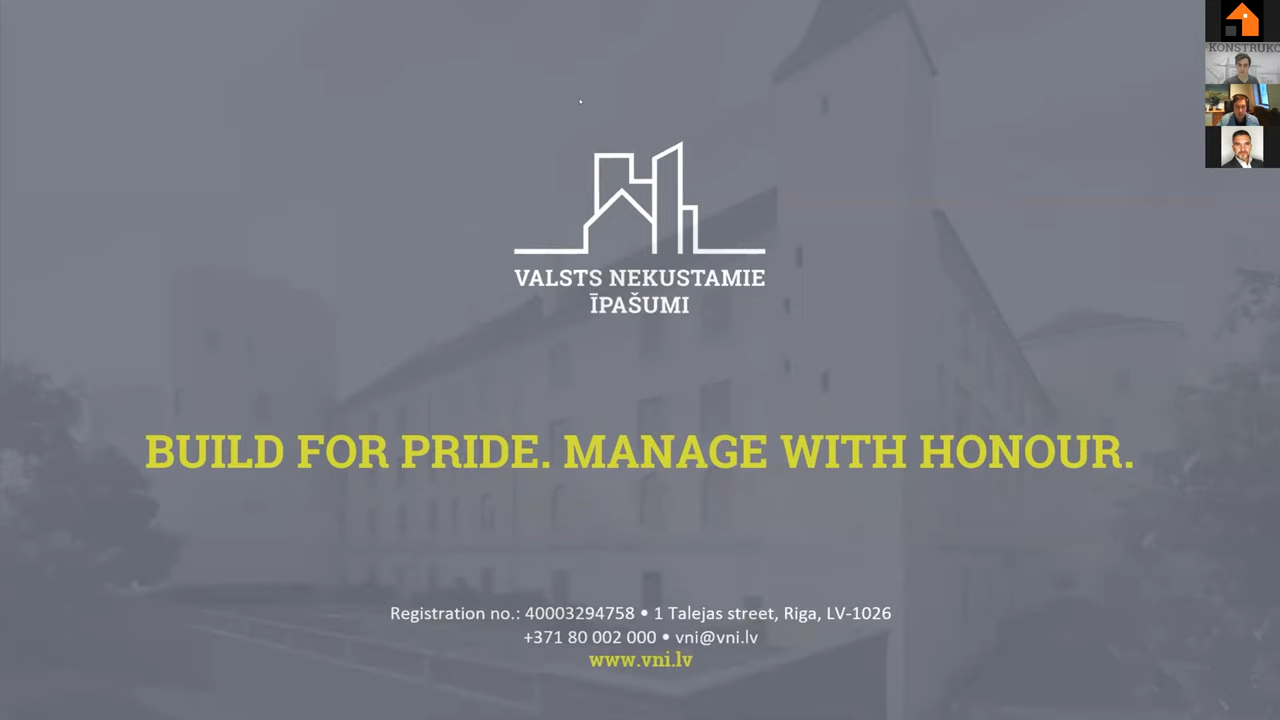 KONSTRUKC
VALSTS NEKUSTAMIE
ĪPAŠUMI
BUILD FOR PRIDE. MANAGE WITH HONOUR.
Registration no.: 40003294758 • 1 Talejas street, Riga, LV-1026
+371 80 002 000 • vni@vni.lv
www.vni.lv